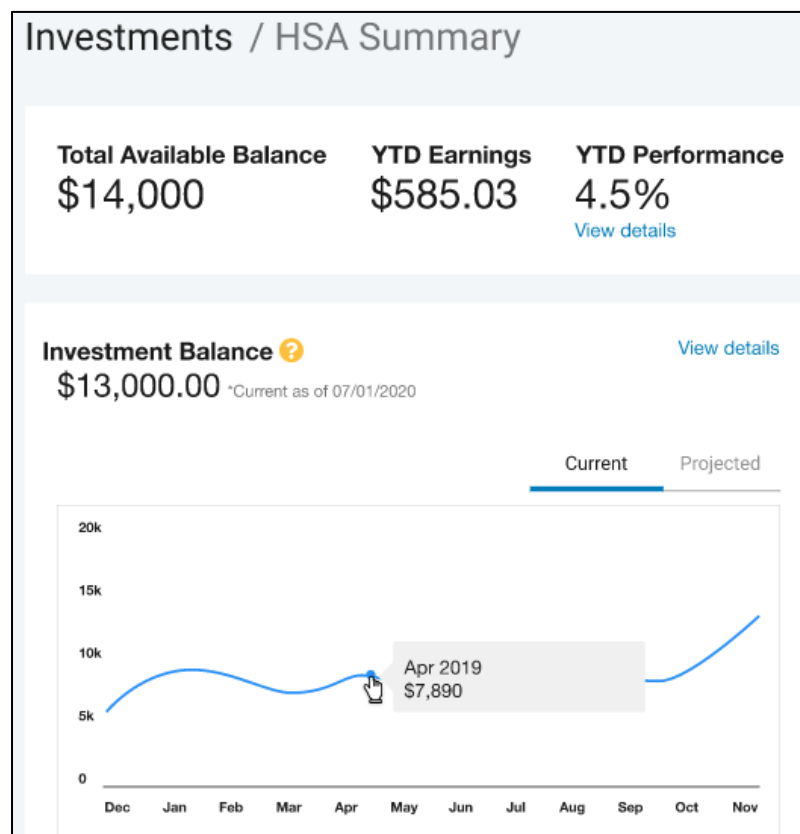 Investments / HSA Summary
Total Available Balance
$14,000
YTD Earnings
$585.03
YTD Performance
4.5%
View details
Investment Balance ?
$13,000.00 *Current as of 07/01/2020
View details
Current Projected
20k
15k
10k
5k
0
Apr 2019
$7,890
Dec Jan Feb Mar Apr May Jun Jul Aug Sep Oct Nov